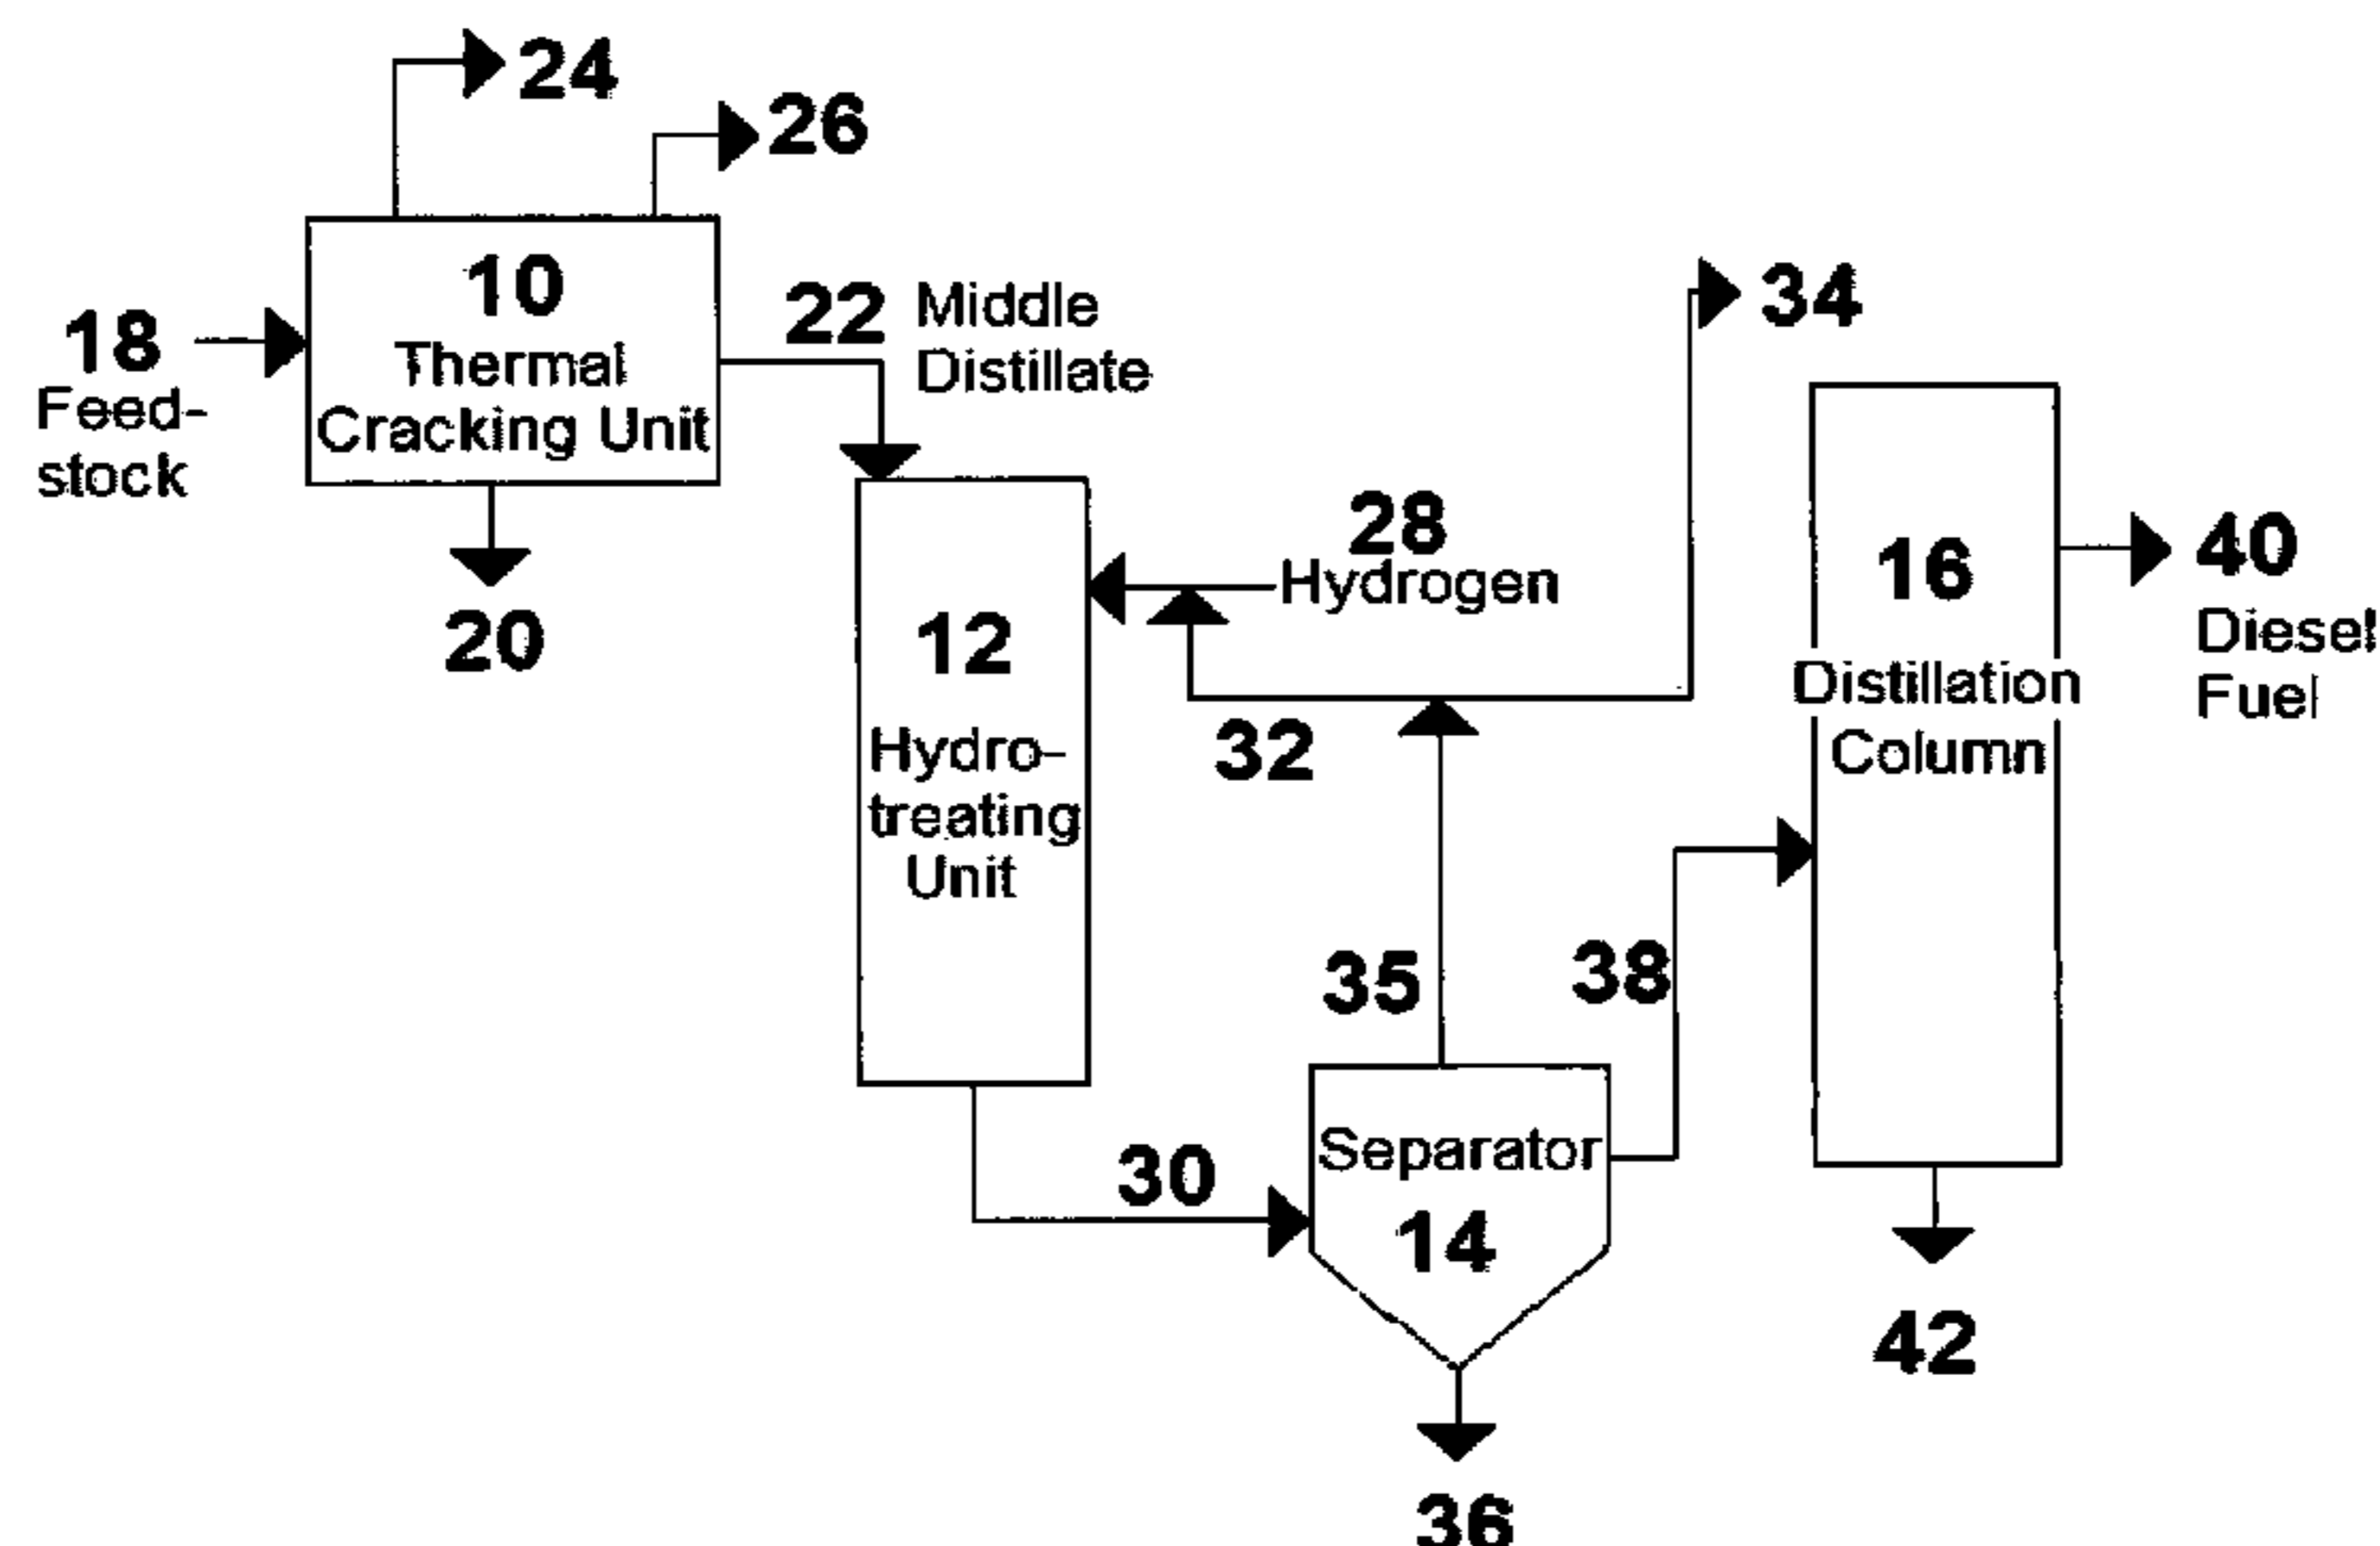 24
26
10
Thermal
Cracking Unit
18
Feed-
stock
20
22
Middle
Distillate
12
Hydro-
treating
Unit
28
Hydrogen
32
34
35
30
Separator
14
36
38
16
Distillation
Column
40
Diesel
Fuel
42